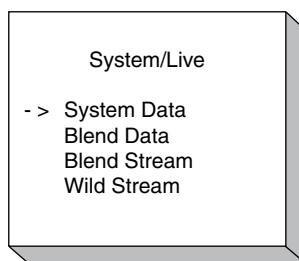 System/Live
- > System Data
Blend Data
Blend Stream
Wild Stream